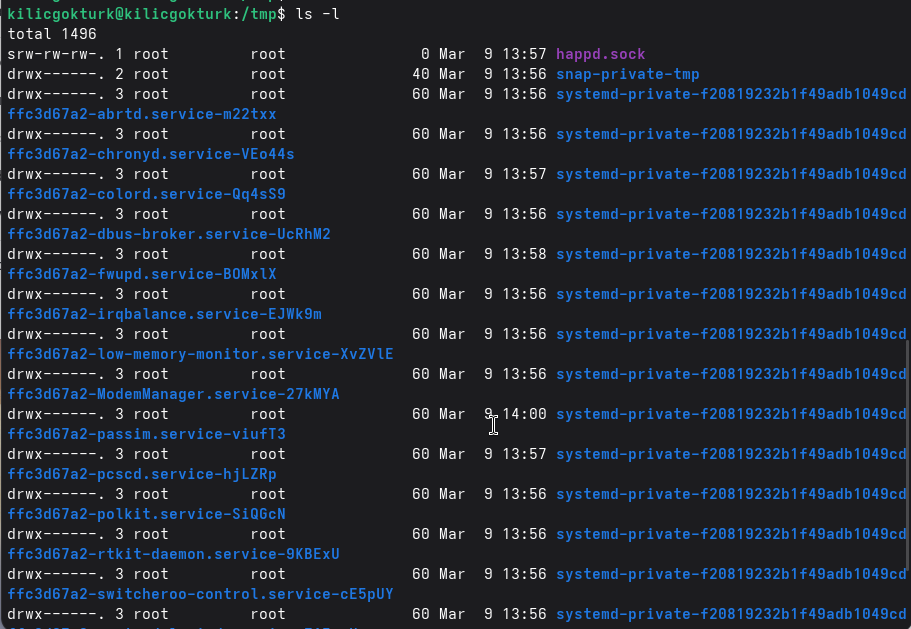 kilicgokturk@kilicgokturk:/tmp$ ls -l
total 1496
srw-rw-rw-. 1 root         root              0 Mar  9 13:57 happd.sock
drwx------. 2 root         root             40 Mar  9 13:56 snap-private-tmp
drwx------. 3 root         root             60 Mar  9 13:56 systemd-private-f20819232b1f49adb1049cd
ffc3d67a2-abrtd.service-m22txx
drwx------. 3 root         root             60 Mar  9 13:56 systemd-private-f20819232b1f49adb1049cd
ffc3d67a2-chronyd.service-VEo44s
drwx------. 3 root         root             60 Mar  9 13:57 systemd-private-f20819232b1f49adb1049cd
ffc3d67a2-colord.service-Qq4sS9
drwx------. 3 root         root             60 Mar  9 13:56 systemd-private-f20819232b1f49adb1049cd
ffc3d67a2-dbus-broker.service-UcRhM2
drwx------. 3 root         root             60 Mar  9 13:58 systemd-private-f20819232b1f49adb1049cd
ffc3d67a2-fwupd.service-BOMxlX
drwx------. 3 root         root             60 Mar  9 13:56 systemd-private-f20819232b1f49adb1049cd
ffc3d67a2-irqbalance.service-EJWk9m
drwx------. 3 root         root             60 Mar  9 13:56 systemd-private-f20819232b1f49adb1049cd
ffc3d67a2-low-memory-monitor.service-XvZVlE
drwx------. 3 root         root             60 Mar  9 13:56 systemd-private-f20819232b1f49adb1049cd
ffc3d67a2-ModemManager.service-27kMYA
drwx------. 3 root         root             60 Mar  9 14:00 systemd-private-f20819232b1f49adb1049cd
ffc3d67a2-passim.service-viufT3
drwx------. 3 root         root             60 Mar  9 13:57 systemd-private-f20819232b1f49adb1049cd
ffc3d67a2-pcscd.service-hjLZRp
drwx------. 3 root         root             60 Mar  9 13:56 systemd-private-f20819232b1f49adb1049cd
ffc3d67a2-polkit.service-SiQGcN
drwx------. 3 root         root             60 Mar  9 13:56 systemd-private-f20819232b1f49adb1049cd
ffc3d67a2-rtkit-daemon.service-9KBExU
drwx------. 3 root         root             60 Mar  9 13:56 systemd-private-f20819232b1f49adb1049cd
ffc3d67a2-switcheroo-control.service-cE5pUY
drwx------. 3 root         root             60 Mar  9 13:56 systemd-private-f20819232b1f49adb1049cd